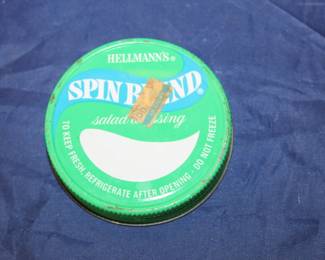 HELLMANN'S®
SPIN BLEND®
salad dressing
TO KEEP FRESH, REFRIGERATE AFTER OPENING - DO NOT FREEZE